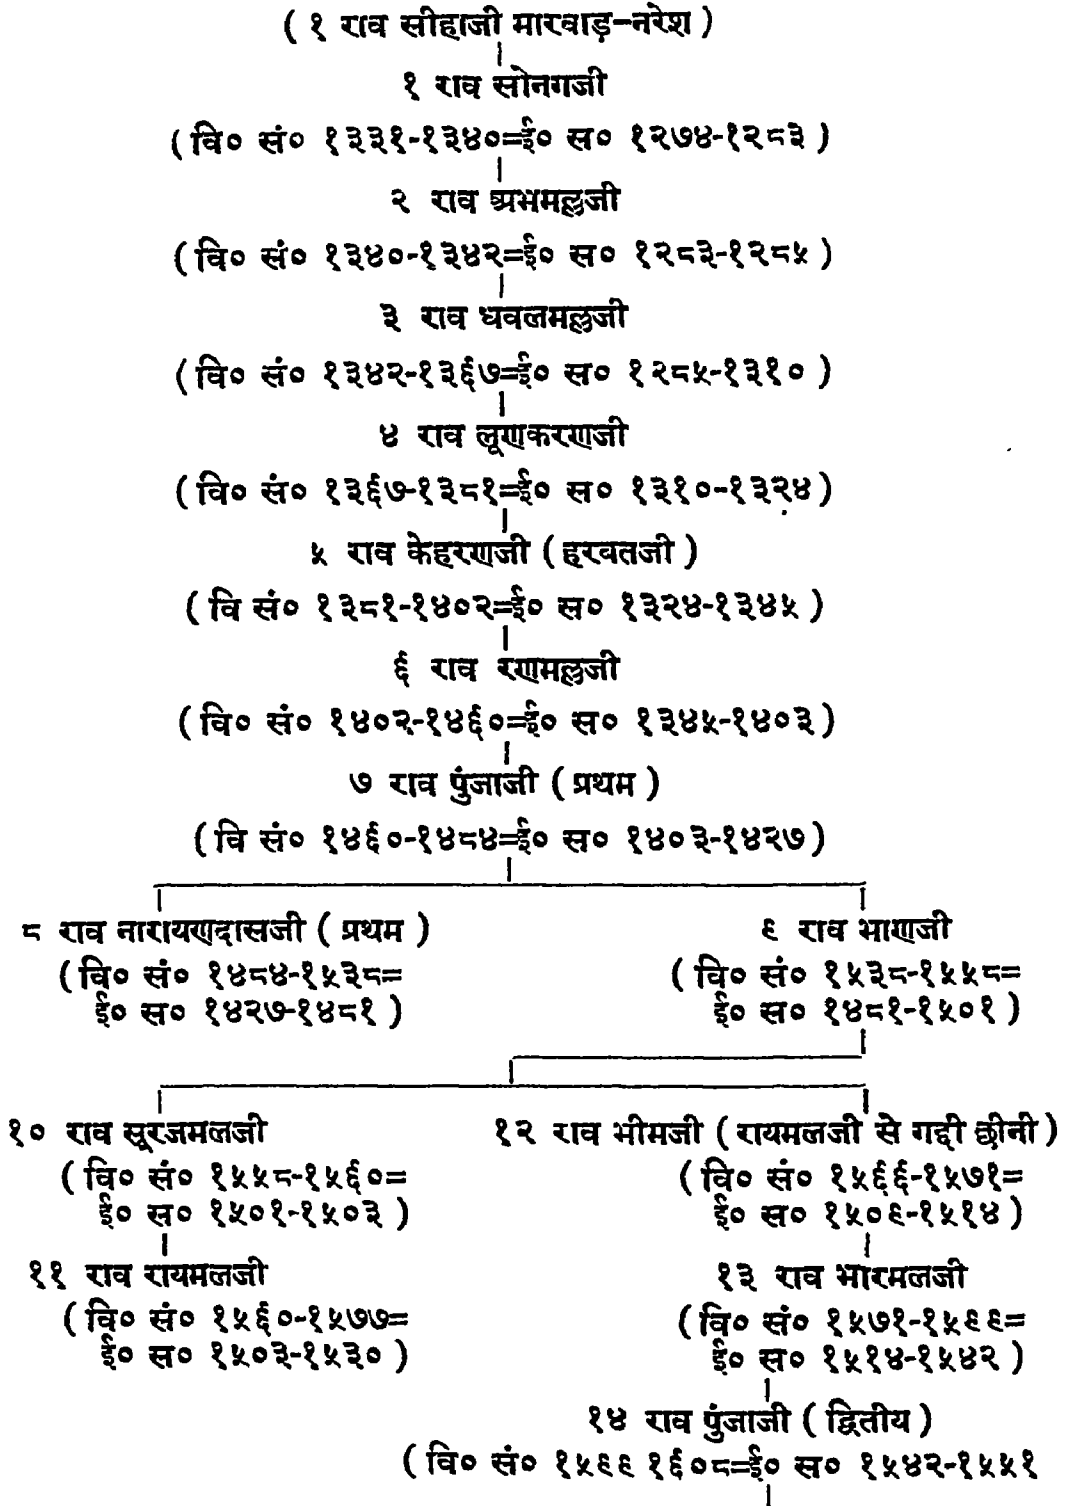 ( १ राव सीहाजी मारवाड़-नरेश )
१ राव सोनगजी
( वि० सं० १३३१-१३४०=ई० स० १२७४-१२८३ )
२ राव अभमल्लजी
( वि० सं० १३४०-१३४२=ई० स० १२८३-१२८५ )
३ राव धवलमल्लजी
( वि० सं० १३४२-१३६७=ई० स० १२८५-१३१० )
४ राव लूणकरणजी
( वि० सं० १३६७-१३८१=ई० स० १३१०-१३२४ )
५ राव केहरणजी ( हरवतजी )
( वि सं० १३८१-१४०२=ई० स० १३२४-१३४५ )
६ राव रणमल्लजी
( वि० सं० १४०२-१४६०=ई० स० १३४५-१४०३ )
७ राव पुंजाजी ( प्रथम )
( वि सं० १४६०-१४८४=ई० स० १४०३-१४२७ )
८ राव नारायणदासजी ( प्रथम )
( वि० सं० १४८४-१५३८=
ई० स० १४२७-१४८१ )
९ राव भाणजी
( वि० सं० १५३८-१५५८=
ई० स० १४८१-१५०१ )
१० राव सूरजमलजी
( वि० सं० १५५८-१५६०=
ई० स० १५०१-१५०३ )
१२ राव भीमजी ( रायमलजी से गद्दी छीनी )
( वि० सं० १५६६-१५७१=
ई० स० १५०९-१५१४ )
११ राव रायमलजी
( वि० सं० १५६०-१५७७=
ई० स० १५०३-१५३० )
१३ राव भारमलजी
( वि० सं० १५७१-१५९९=
ई० स० १५१४-१५४२ )
१४ राव पुंजाजी ( द्वितीय )
( वि० सं० १५९९ १६०८=ई० स० १५४२-१५५१